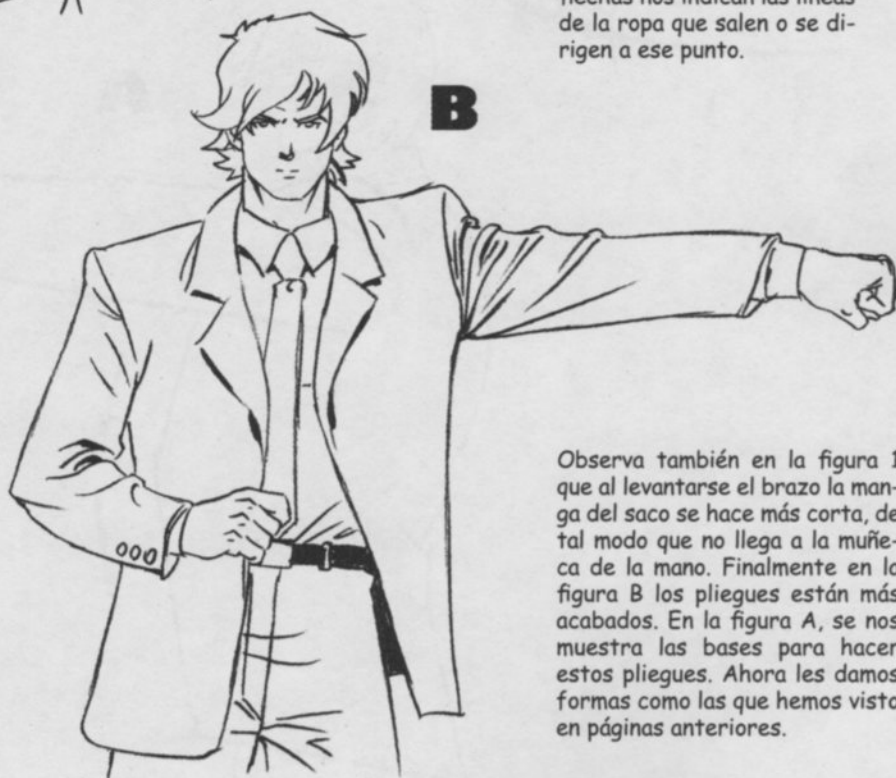 flechas nos indican las líneas
de la ropa que salen o se di-
rigen a ese punto.
B
Observa también en la figura 1
que al levantarse el brazo la man-
ga del saco se hace más corta, de
tal modo que no llega a la muñe-
ca de la mano. Finalmente en la
figura B los pliegues están más
acabados. En la figura A, se nos
muestra las bases para hacer
estos pliegues. Ahora les damos
formas como las que hemos visto
en páginas anteriores.